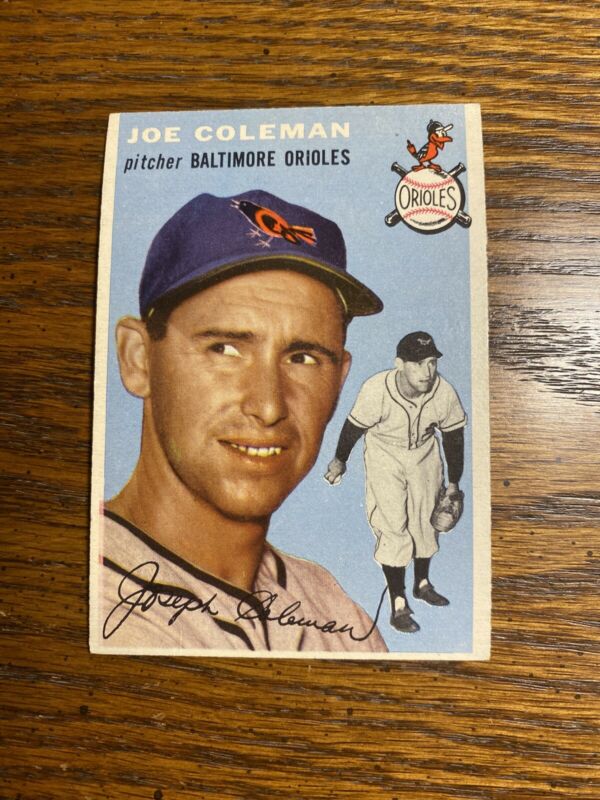 JOE COLEMAN
pitcher BALTIMORE ORIOLES
ORIOLES
Joseph Coleman